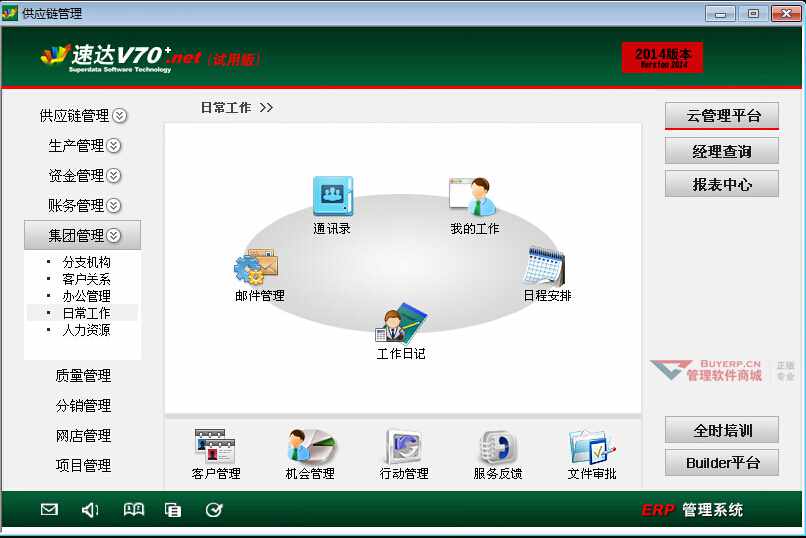 供应链管理
速达V70+.net (试用版)
Superdata Software Technology
2014版本
Version 2014
日常工作 >>
供应链管理
生产管理
资金管理
账务管理
集团管理
· 分支机构
· 客户关系
· 办公管理
· 日常工作
· 人力资源
质量管理
分销管理
网店管理
项目管理
通讯录
我的工作
邮件管理
日程安排
工作日记
客户管理
机会管理
行动管理
服务反馈
文件审批
云管理平台
经理查询
报表中心
BUYERP.CN
管理软件商城
正版
专业
全时培训
Builder平台
ERP 管理系统